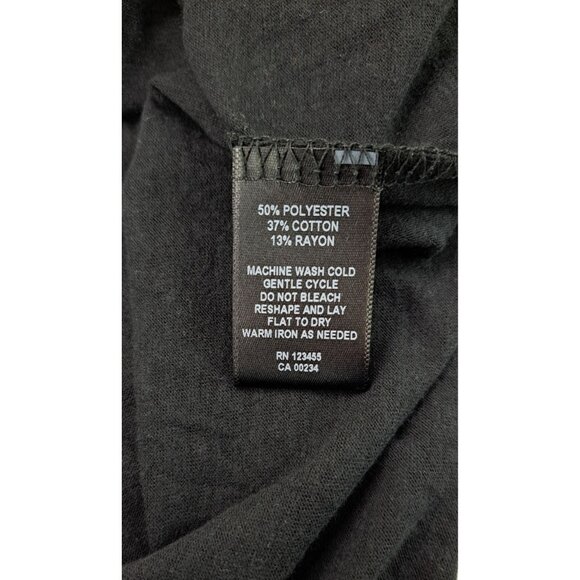 50% POLYESTER
37% COTTON
13% RAYON
MACHINE WASH COLD
GENTLE CYCLE
DO NOT BLEACH
RESHAPE AND LAY
FLAT TO DRY
WARM IRON AS NEEDED
RN 123455
CA 00234